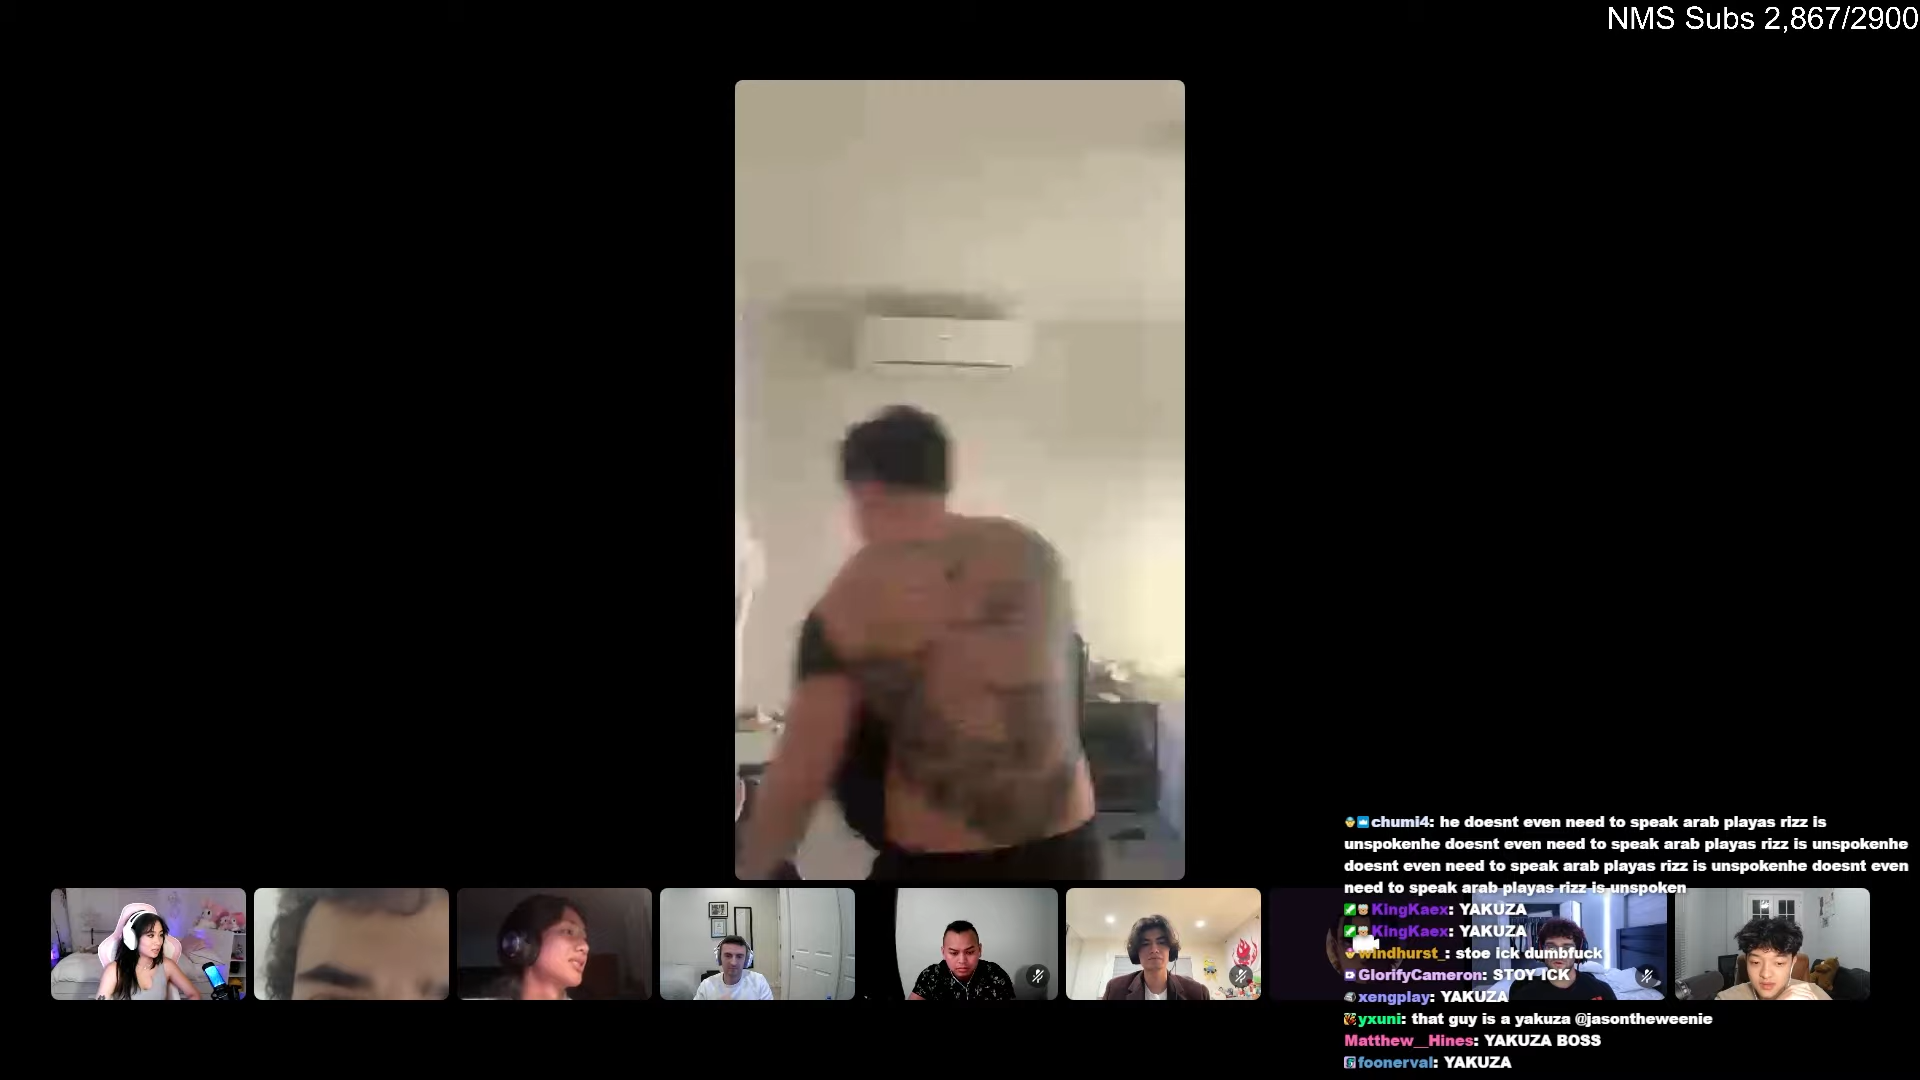 NMS Subs 2,867/2900
chumi4: he doesnt even need to speak arab playas rizz is
unspokenhe doesnt even need to speak arab playas rizz is unspokenhe
doesnt even need to speak arab playas rizz is unspokenhe doesnt even
need to speak arab playas rizz is unspoken
KingKaex: YAKUZA
KingKaex: YAKUZA
windhurst_: stoe ick dumbfuck
GlorifyCameron: STOY ICK
xengplay: YAKUZA
yxuni: that guy is a yakuza @jasontheweenie
Matthew__Hines: YAKUZA BOSS
foonerval: YAKUZA